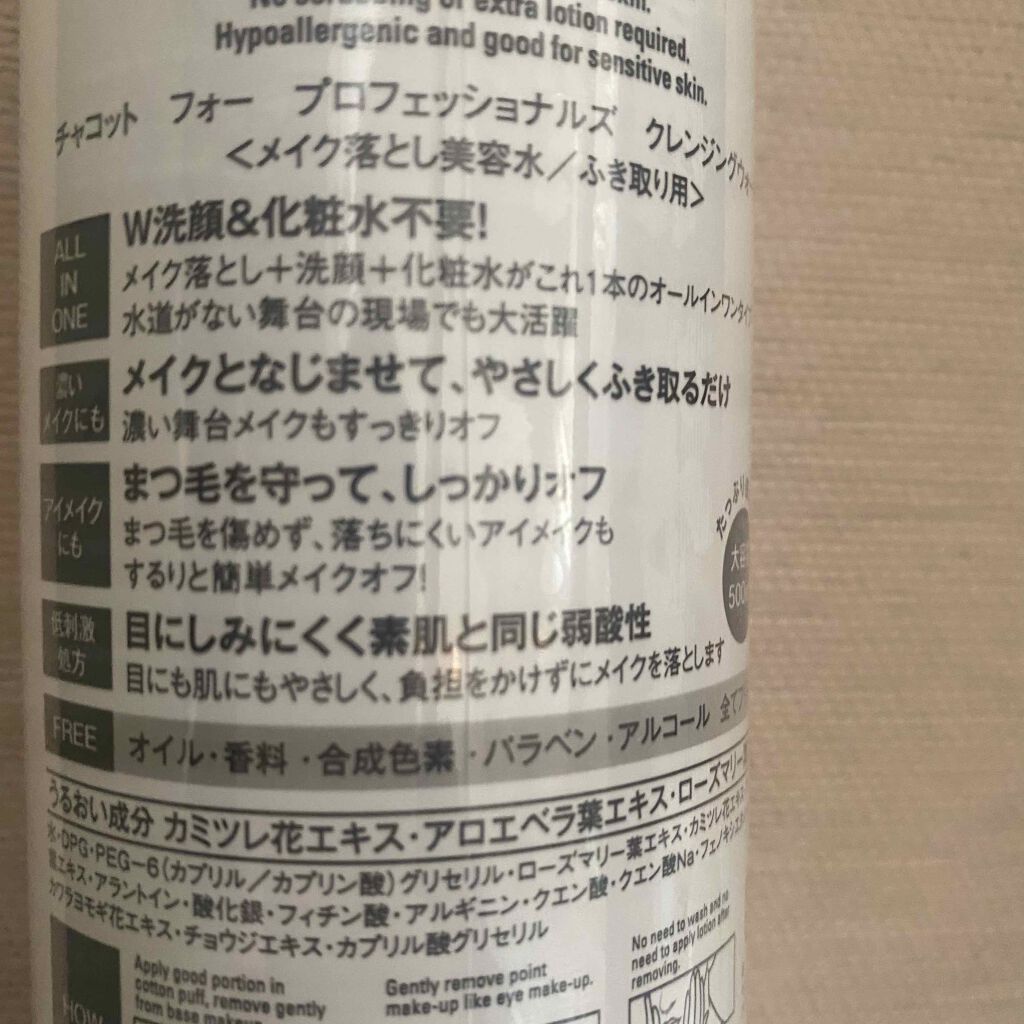 extra lotion required.
Hypoallergenic and good for sensitive skin.
チャコット フォー プロフェッショナルズ クレンジングウォー
<メイク落とし美容水/ふき取り用>
ALL
IN
ONE
W洗顔&化粧水不要!
メイク落とし+洗顔+化粧水がこれ1本のオールインワンタイプ
水道がない舞台の現場でも大活躍
濃い
メイクにも
メイクとなじませて、やさしくふき取るだけ
濃い舞台メイクもすっきりオフ
アイメイク
にも
まつ毛を守って、しっかりオフ
まつ毛を傷めず、落ちにくいアイメイクも
するりと簡単メイクオフ!
たっぷり
500
低刺激
処方
目にしみにくく素肌と同じ弱酸性
目にも肌にもやさしく、負担をかけずにメイクを落とします
FREE
オイル・香料・合成色素・パラベン・アルコール 全て
うるおい成分 カミツレ花エキス・アロエベラ葉エキス・ローズマリー
水・DPG・PEG-6(カプリル/カプリン酸)グリセリル・ローズマリー葉エキス・カミツレ花エキス
エキス・アラントイン・酸化銀・フィチン酸・アルギニン・クエン酸・クエン酸Na・フェノキシエ
カワラヨモギ花エキス・チョウジエキス・カプリル酸グリセリル
HOW
Apply good portion in
cotton puff, remove gently
from base makeup
Gently remove point
make-up like eye make-up.
No need to wash and no
need to apply lotion after
removing.